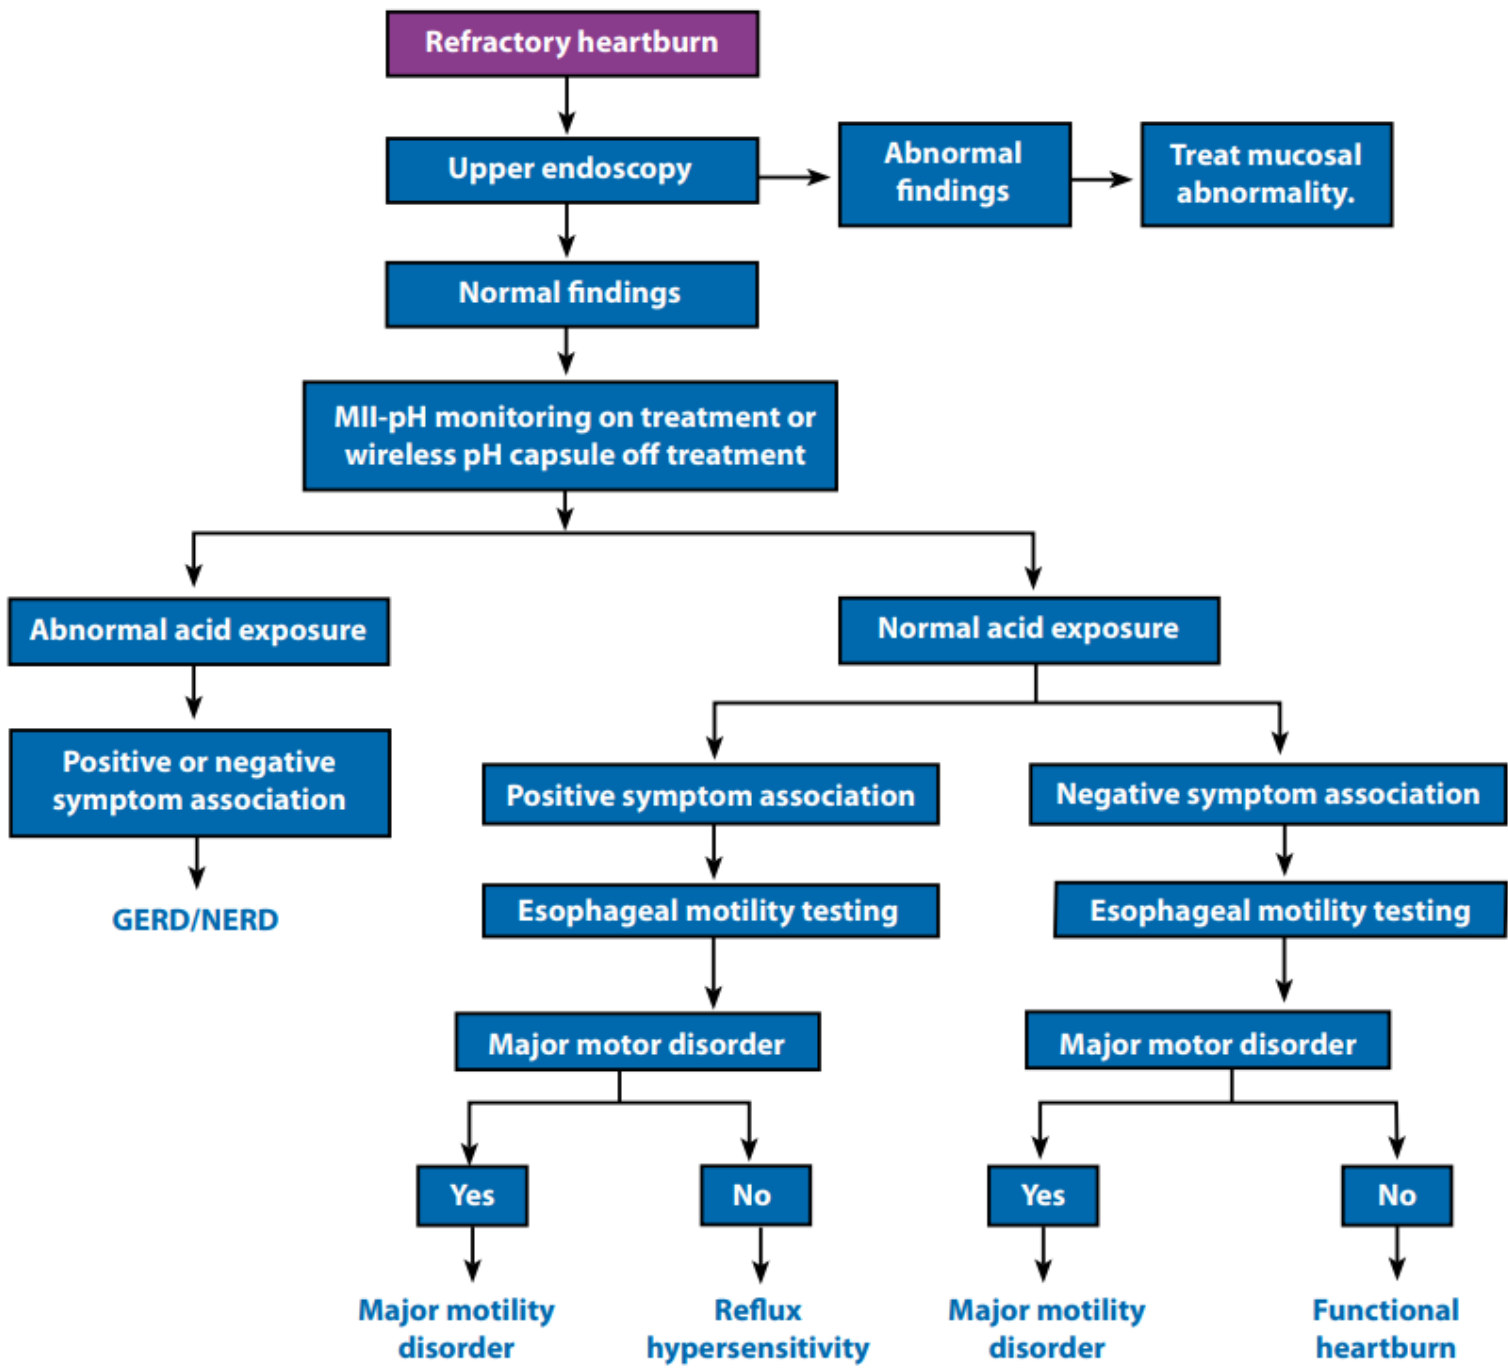 Refractory heartburn
Upper endoscopy
Abnormal
findings
Treat mucosal
abnormality.
Normal findings
MII-pH monitoring on treatment or
wireless pH capsule off treatment
Abnormal acid exposure
Normal acid exposure
Positive or negative
symptom association
Positive symptom association
Negative symptom association
GERD/NERD
Esophageal motility testing
Esophageal motility testing
Major motor disorder
Major motor disorder
Yes
No
Yes
No
Major motility
disorder
Reflux
hypersensitivity
Major motility
disorder
Functional
heartburn